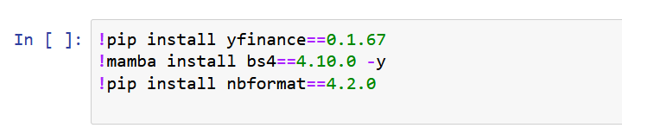 In [ ]: !pip install yfinance==0.1.67
!mamba install bs4==4.10.0 -y
!pip install nbformat==4.2.0